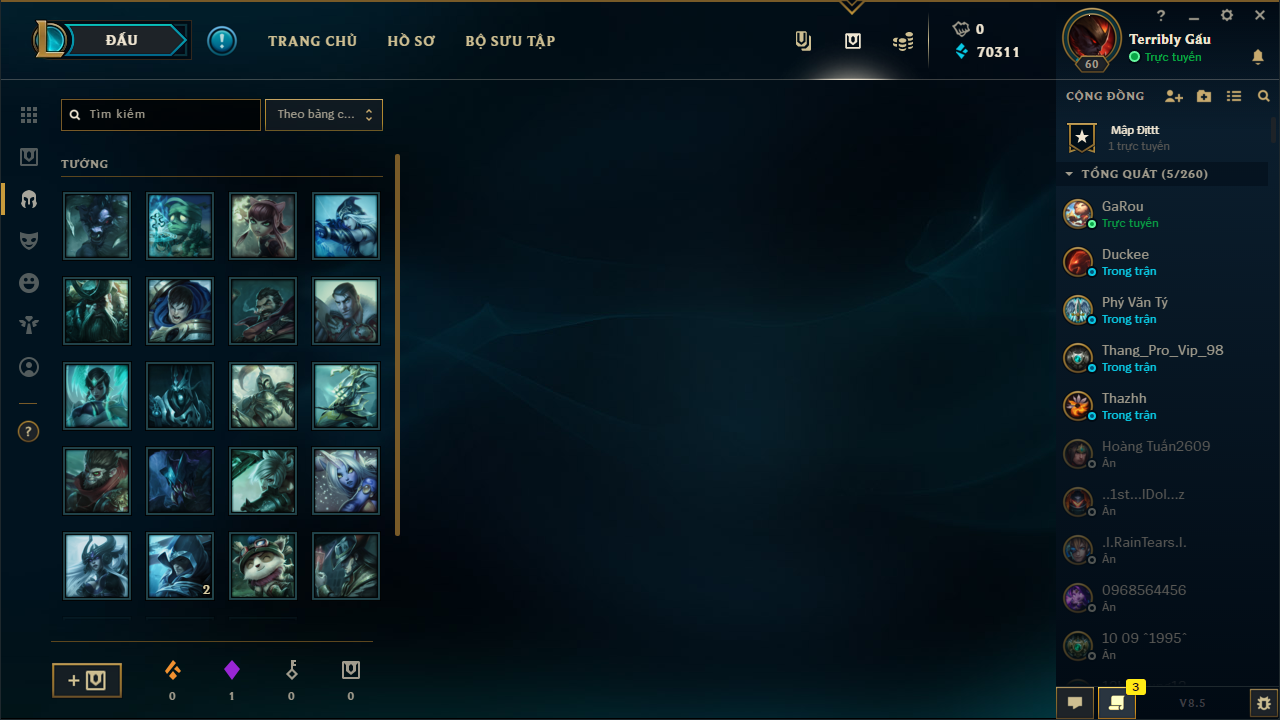 ĐẤU
TRANG CHỦ
HỒ SƠ
BỘ SƯU TẬP
0
70311
60
Terribly Gấu
Trực tuyến
Tìm kiếm
Theo bảng c...
TƯỚNG
2
0
1
0
0
CỘNG ĐỒNG
Mập Địttt
1 trực tuyến
TỔNG QUÁT (5/260)
GaRou
Trực tuyến
Duckee
Trong trận
Phý Văn Tý
Trong trận
Thang_Pro_Vip_98
Trong trận
Thazhh
Trong trận
Hoàng Tuấn2609
Ẩn
..1st...IDol...z
Ẩn
.I.RainTears.I.
Ẩn
0968564456
Ẩn
10 09 ˆ1995ˆ
Ẩn
3
V8.5